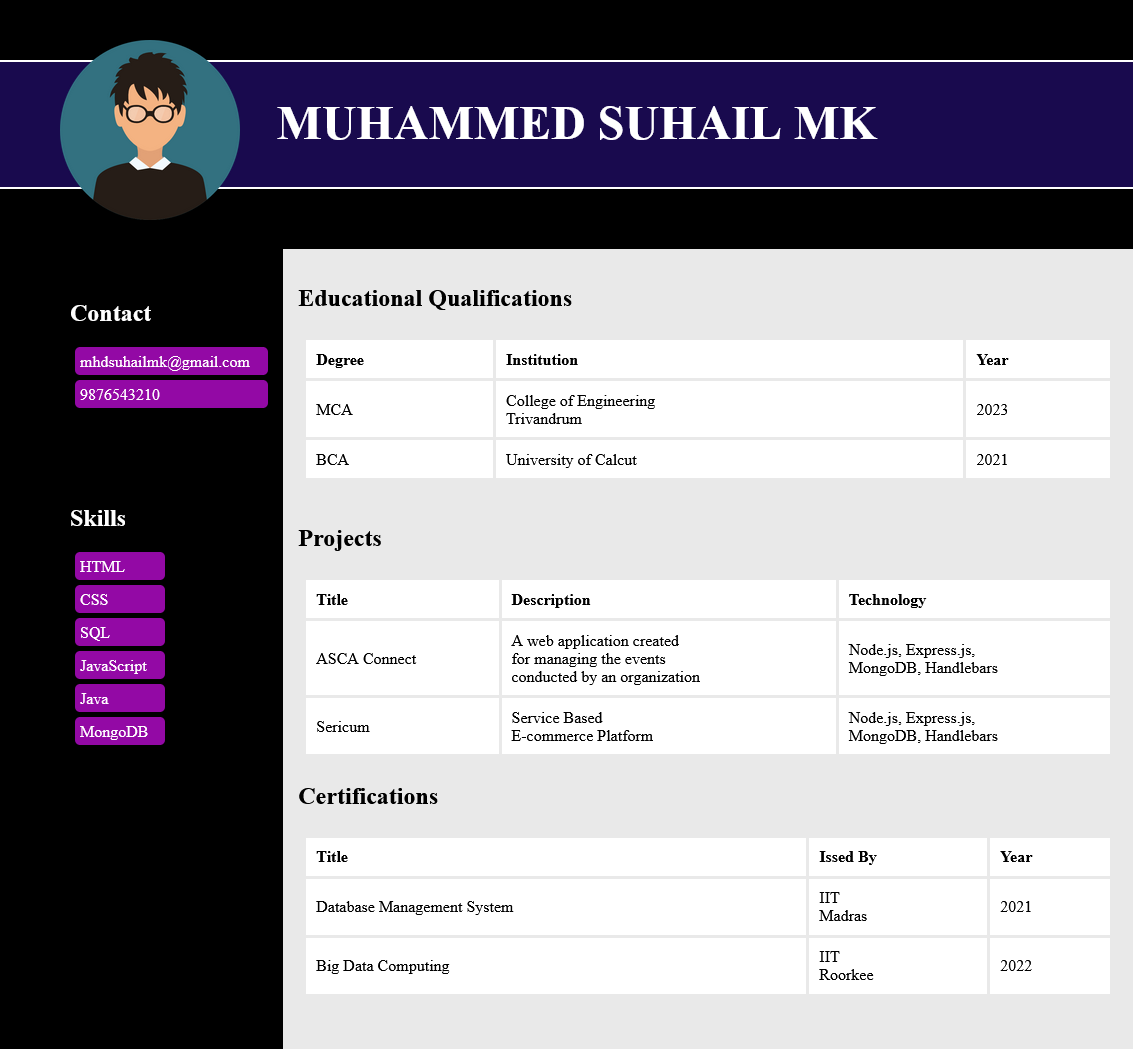 MUHAMMED SUHAIL MK
Contact
mhdsuhailmk@gmail.com
9876543210
Skills
HTML
CSS
SQL
JavaScript
Java
MongoDB
Educational Qualifications
Degree Institution Year
MCA College of Engineering
Trivandrum 2023
BCA University of Calcut 2021
Projects
Title Description Technology
ASCA Connect A web application created
for managing the events
conducted by an organization Node.js, Express.js,
MongoDB, Handlebars
Sericum Service Based
E-commerce Platform Node.js, Express.js,
MongoDB, Handlebars
Certifications
Title Issed By Year
Database Management System IIT
Madras 2021
Big Data Computing IIT
Roorkee 2022